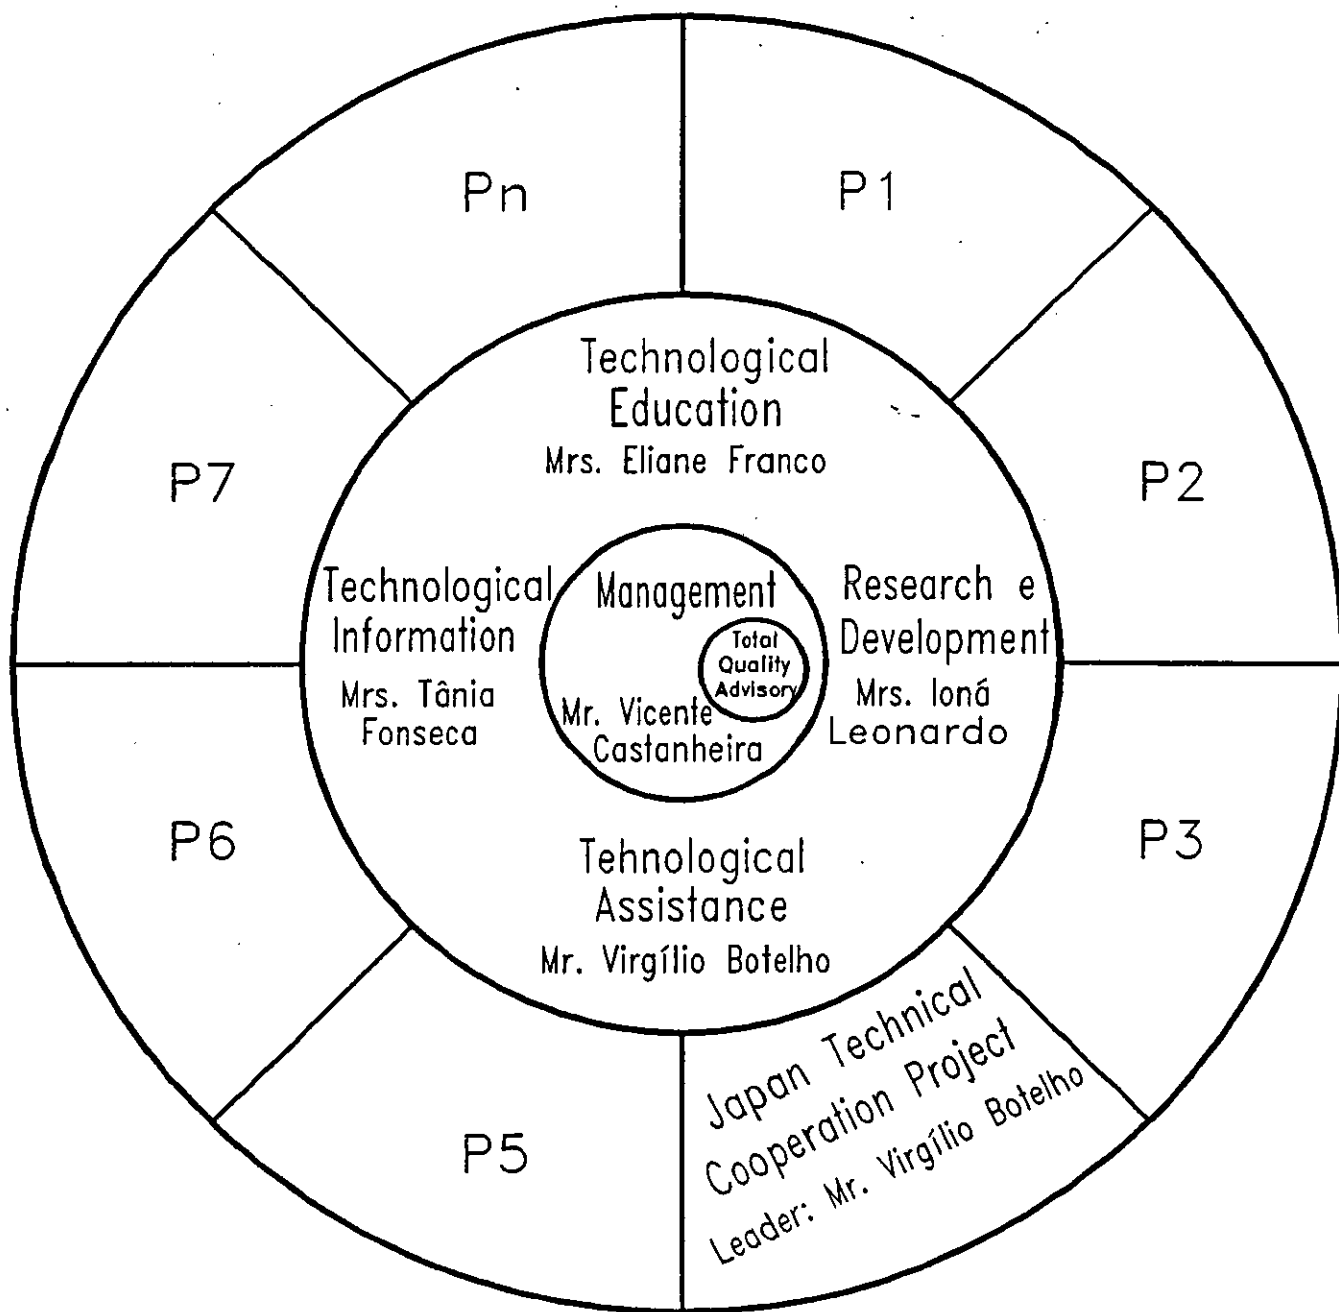 Pn
P1
P7
P2
Technological
Education
Mrs. Eliane Franco
Technological
Information
Mrs. Tânia
Fonseca
Management
Total
Quality
Advisory
Mr. Vicente
Castanheira
Research e
Development
Mrs. Ioná
Leonardo
Tehnological
Assistance
Mr. Virgílio Botelho
P6
P3
P5
Japan Technical
Cooperation Project
Leader: Mr. Virgílio Botelho